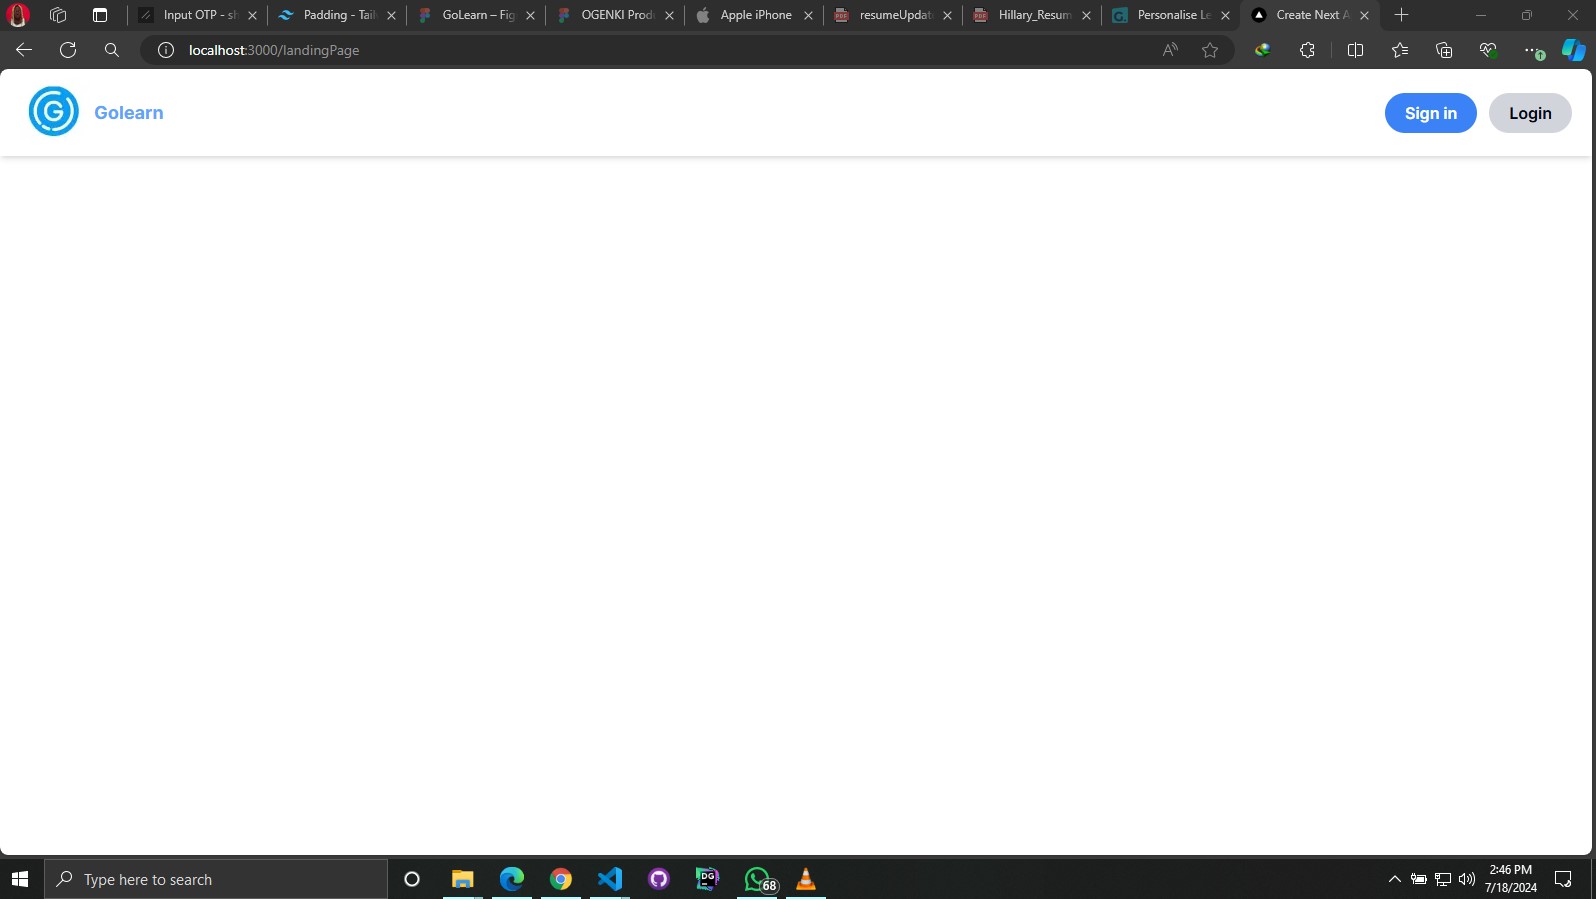 Input OTP - sh
Padding - Tail
GoLearn – Fig
OGENKI Prod
Apple iPhone
resumeUpdat
Hillary_Resum
Personalise Le
Create Next A
localhost:3000/landingPage
G
Golearn
Sign in
Login
Type here to search
DG
68
2:46 PM
7/18/2024